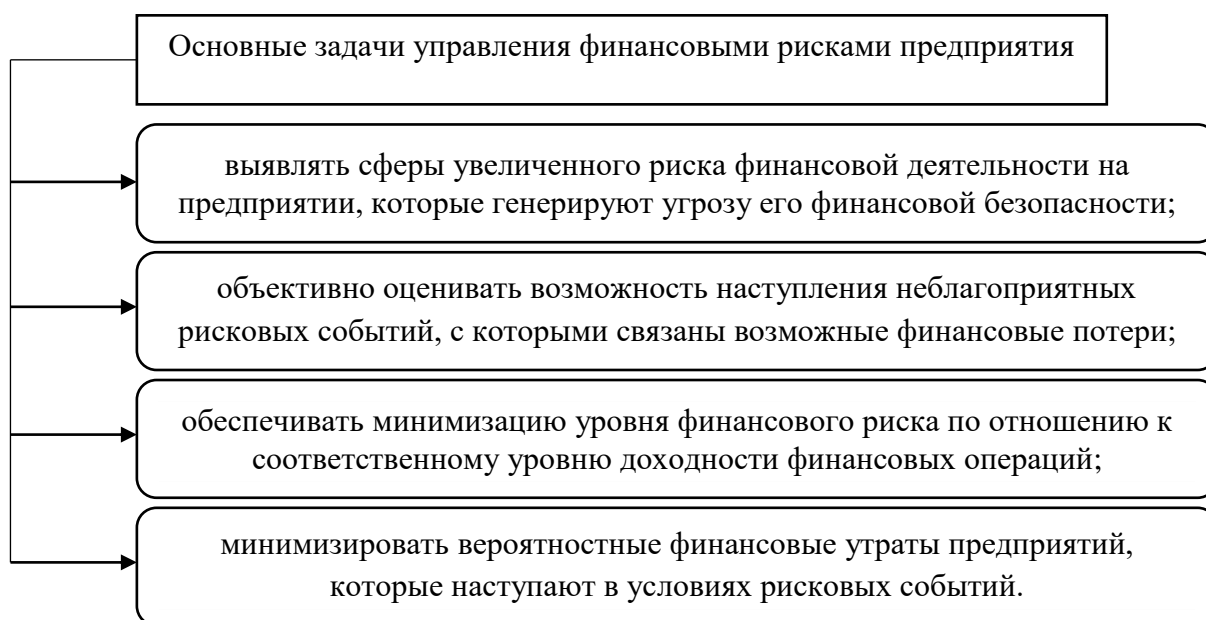 Основные задачи управления финансовыми рисками предприятия
выявлять сферы увеличенного риска финансовой деятельности на
предприятии, которые генерируют угрозу его финансовой безопасности;
объективно оценивать возможность наступления неблагоприятных
рисковых событий, с которыми связаны возможные финансовые потери;
обеспечивать минимизацию уровня финансового риска по отношению к
соответственному уровню доходности финансовых операций;
минимизировать вероятностные финансовые утраты предприятий,
которые наступают в условиях рисковых событий.